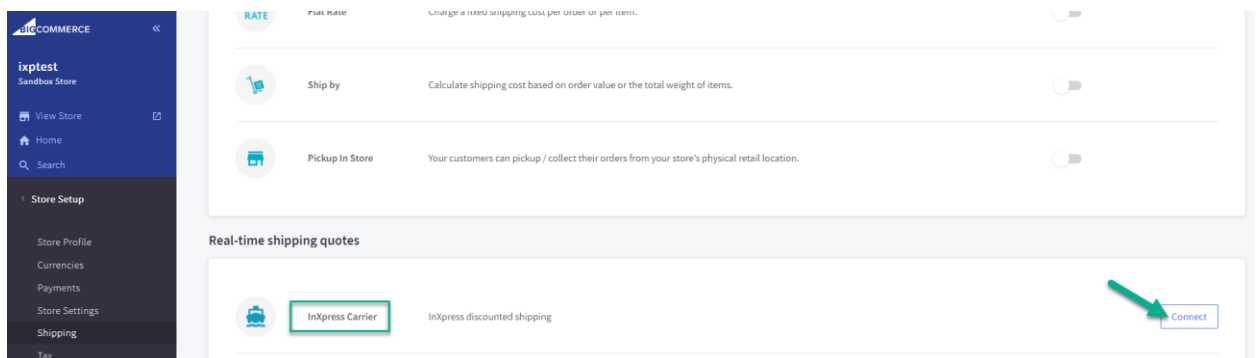 BIGCOMMERCE «
ixptest
Sandbox Store
View Store
Home
Search
‹ Store Setup
Store Profile
Currencies
Payments
Store Settings
Shipping
Tax
RATE
Flat Rate
Charge a fixed shipping cost per order or per item.
Ship by
Calculate shipping cost based on order value or the total weight of items.
Pickup In Store
Your customers can pickup / collect their orders from your store's physical retail location.
Real-time shipping quotes
InXpress Carrier
InXpress discounted shipping
Connect